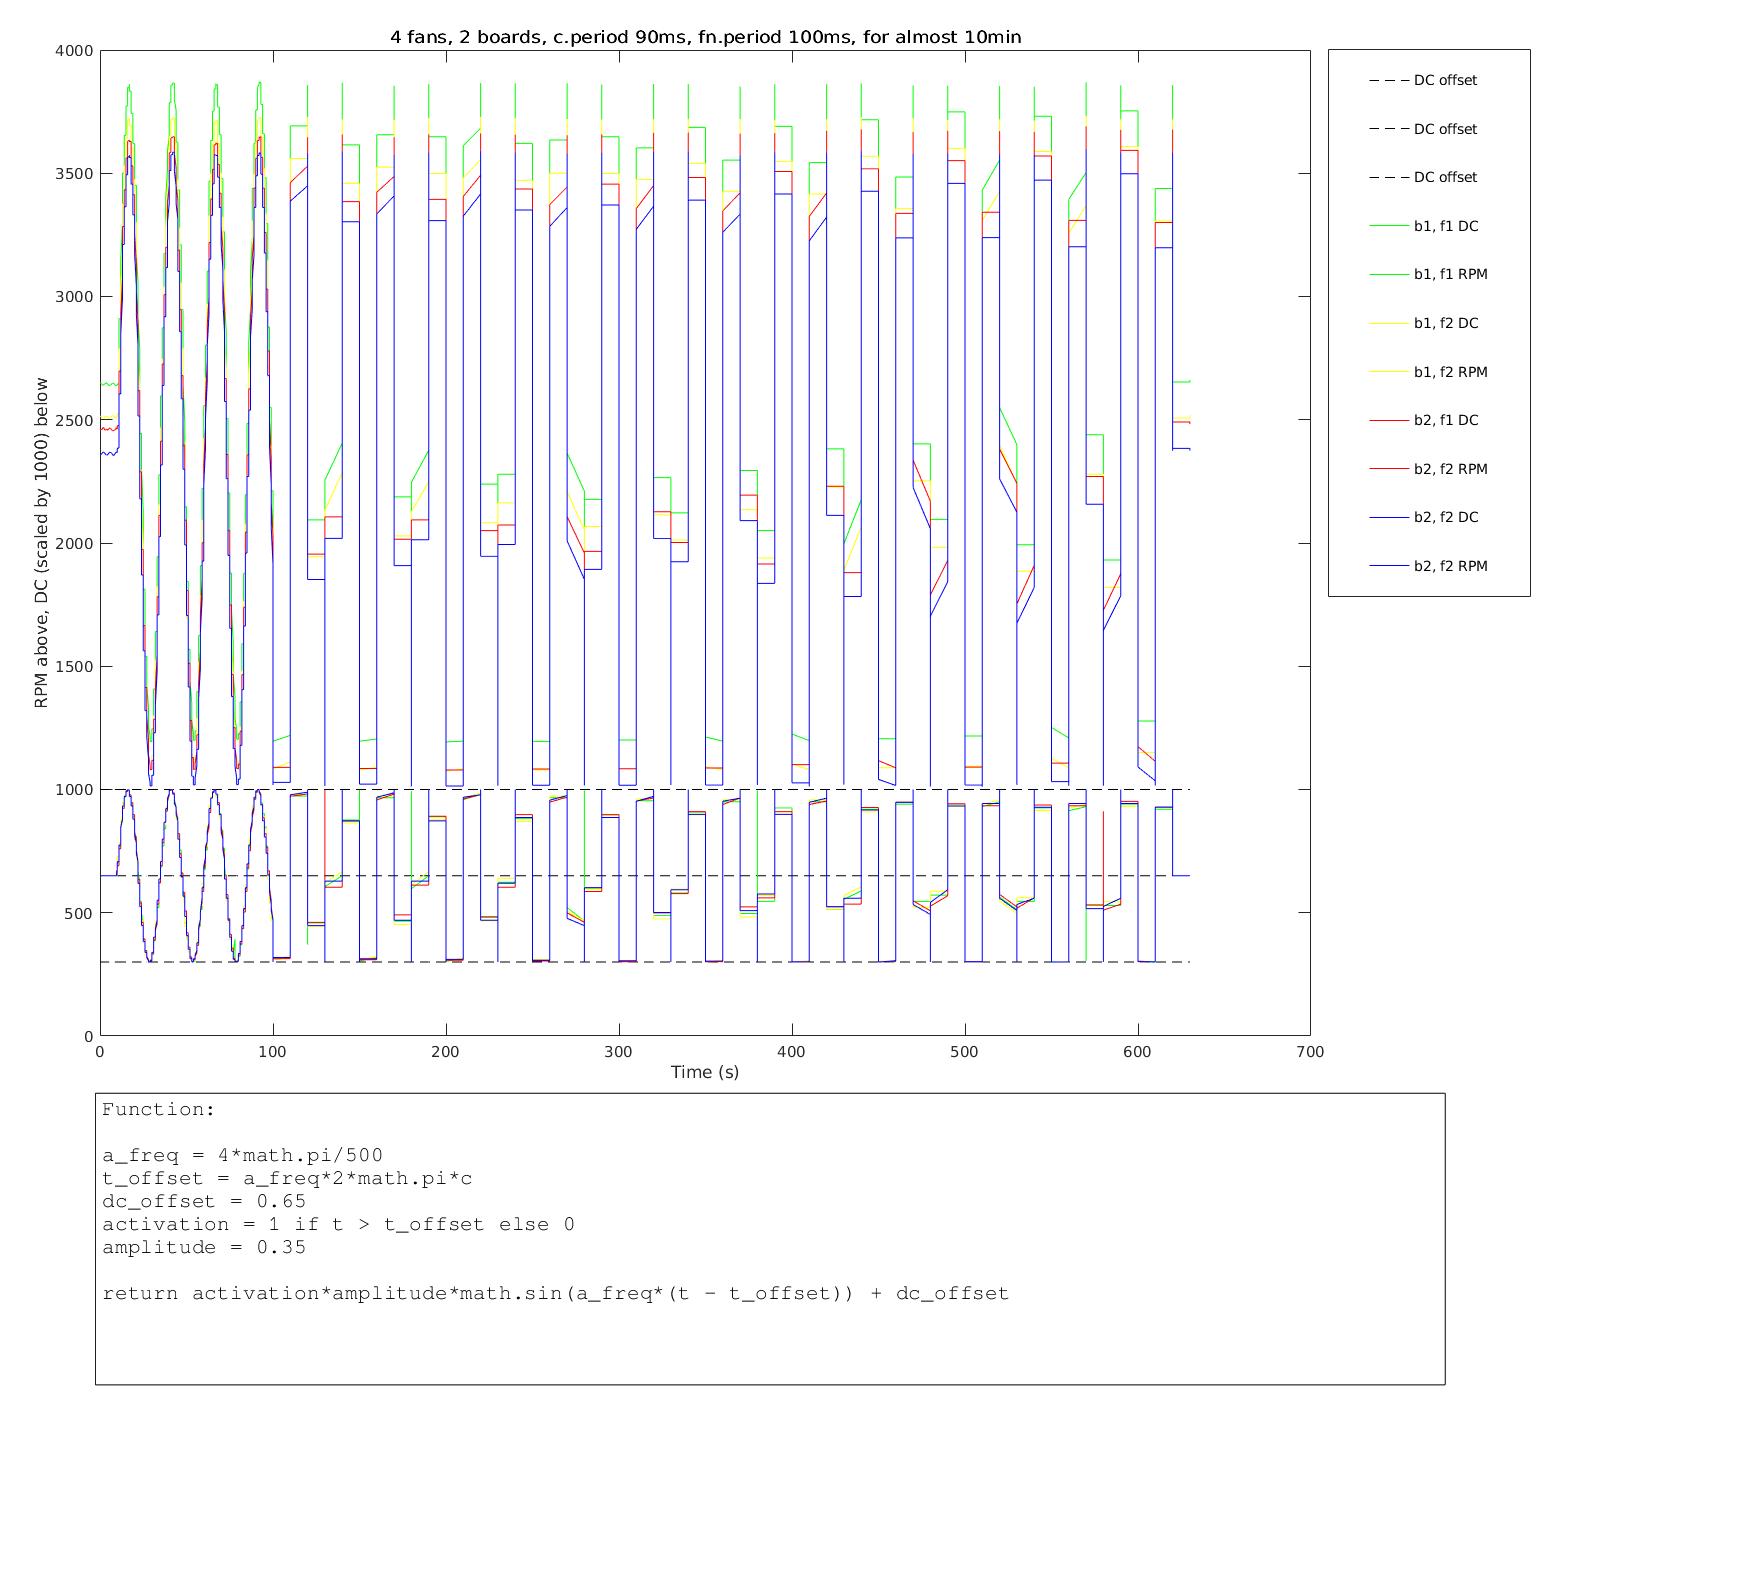 4 fans, 2 boards, c.period 90ms, fn.period 100ms, for almost 10min
RPM above, DC (scaled by 1000) below
4000
3500
3000
2500
2000
1500
1000
500
0
0 100 200 300 400 500 600 700
Time (s)
DC offset
DC offset
DC offset
b1, f1 DC
b1, f1 RPM
b1, f2 DC
b1, f2 RPM
b2, f1 DC
b2, f2 RPM
b2, f2 DC
b2, f2 RPM
Function:
a_freq = 4*math.pi/500
t_offset = a_freq*2*math.pi*c
dc_offset = 0.65
activation = 1 if t > t_offset else 0
amplitude = 0.35
return activation*amplitude*math.sin(a_freq*(t - t_offset)) + dc_offset